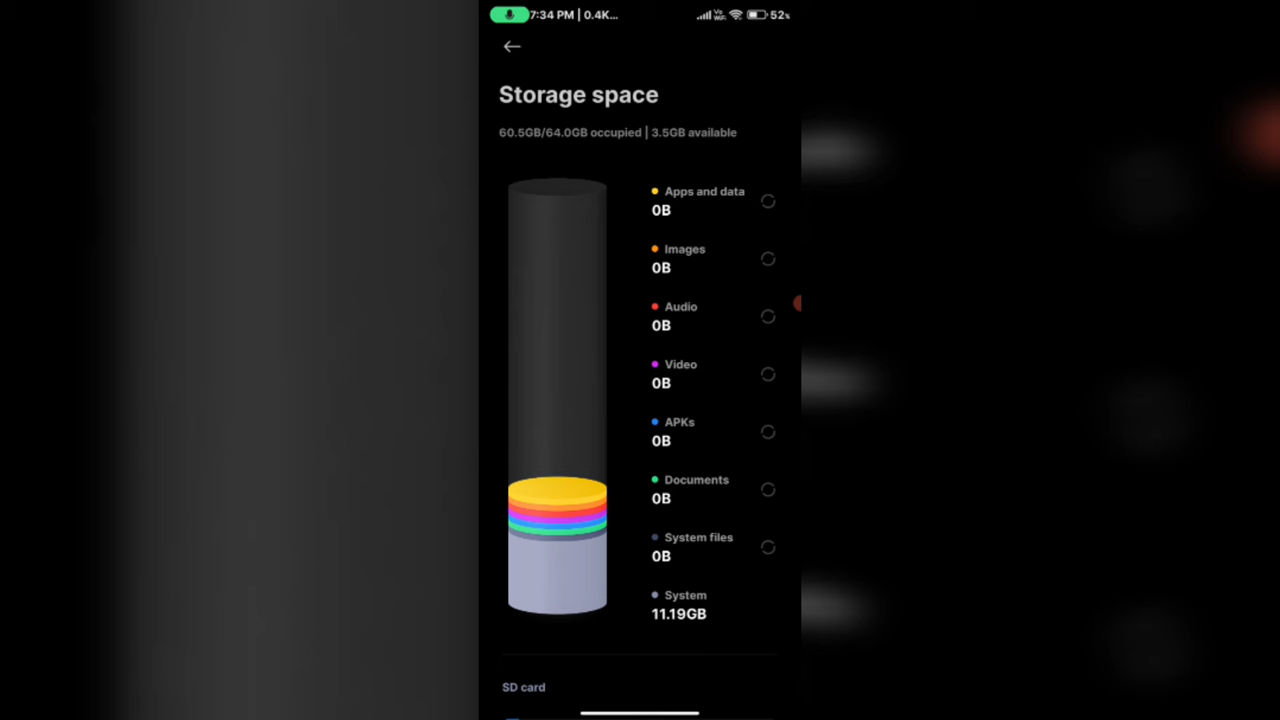 7:34 PM | 0.4K...
Vo
WiFi
52%
Storage space
60.5GB/64.0GB occupied | 3.5GB available
Apps and data
0B
Images
0B
Audio
0B
Video
0B
APKs
0B
Documents
0B
System files
0B
System
11.19GB
SD card